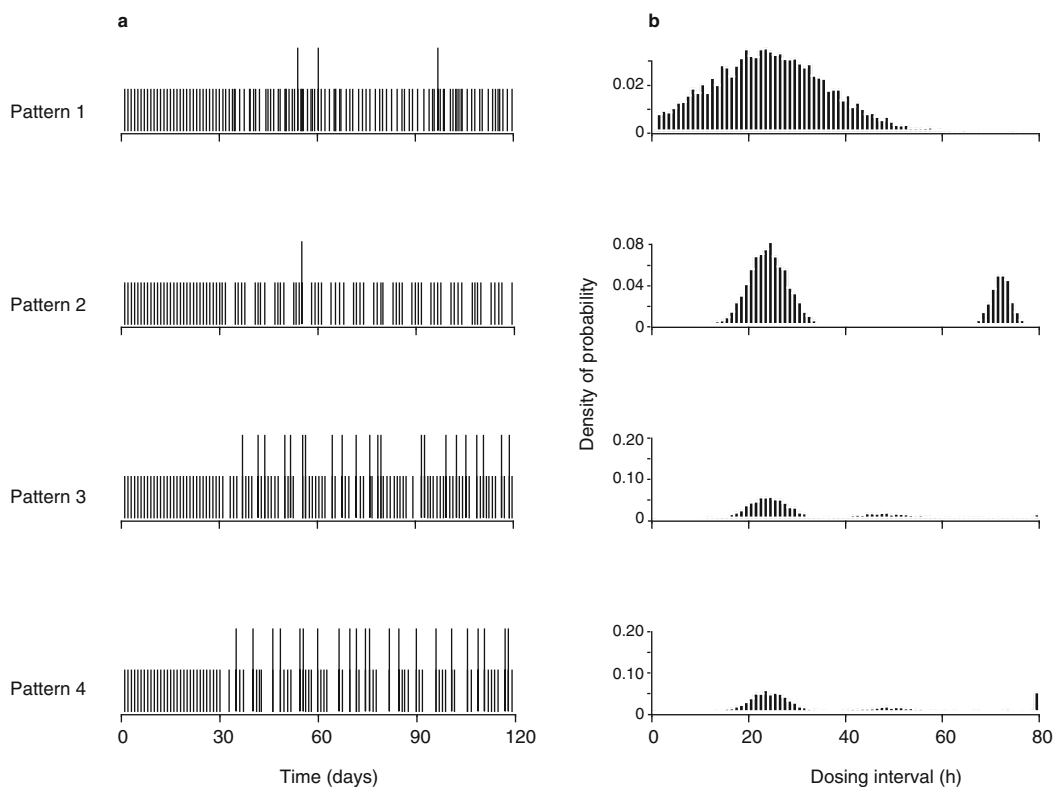 a
b
Pattern 1
0.02
0
Pattern 2
0.08
0.04
0
Pattern 3
0.20
0.10
0
Pattern 4
0.20
0.10
0
0 30 60 90 120
0 20 40 60 80
Time (days)
Dosing interval (h)
Density of probability